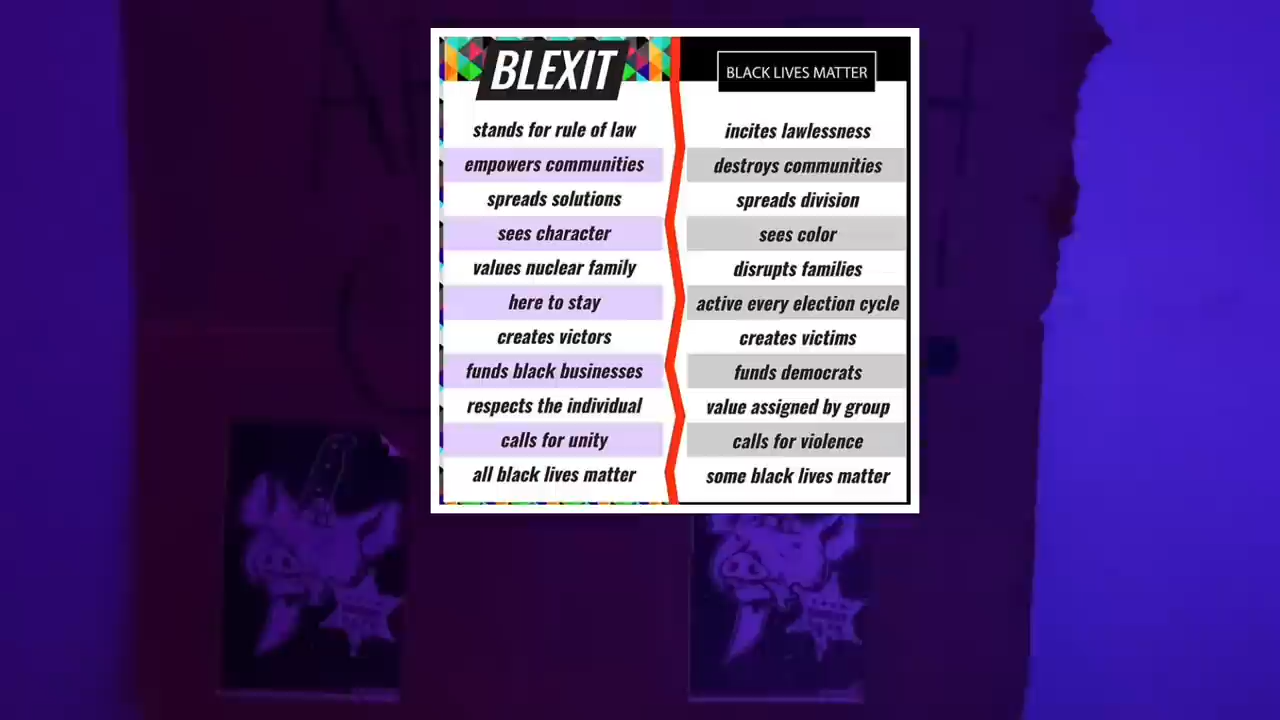 BLEXIT
BLACK LIVES MATTER
stands for rule of law
incites lawlessness
empowers communities
destroys communities
spreads solutions
spreads division
sees character
sees color
values nuclear family
disrupts families
here to stay
active every election cycle
creates victors
creates victims
funds black businesses
funds democrats
respects the individual
value assigned by group
calls for unity
calls for violence
all black lives matter
some black lives matter